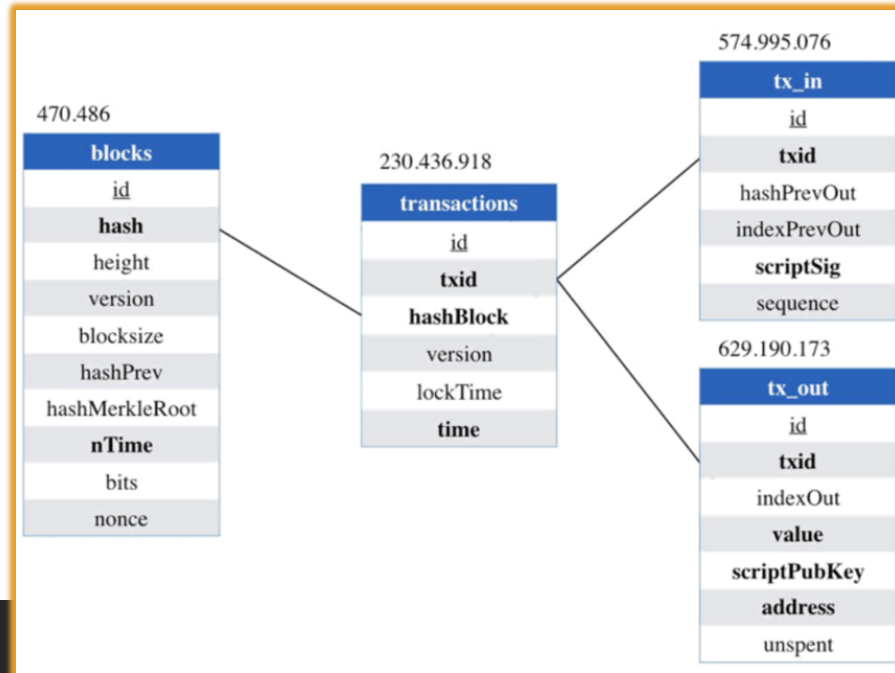 470.486
blocks
id
hash
height
version
blocksize
hashPrev
hashMerkleRoot
nTime
bits
nonce
230.436.918
transactions
id
txid
hashBlock
version
lockTime
time
574.995.076
tx_in
id
txid
hashPrevOut
indexPrevOut
scriptSig
sequence
629.190.173
tx_out
id
txid
indexOut
value
scriptPubKey
address
unspent